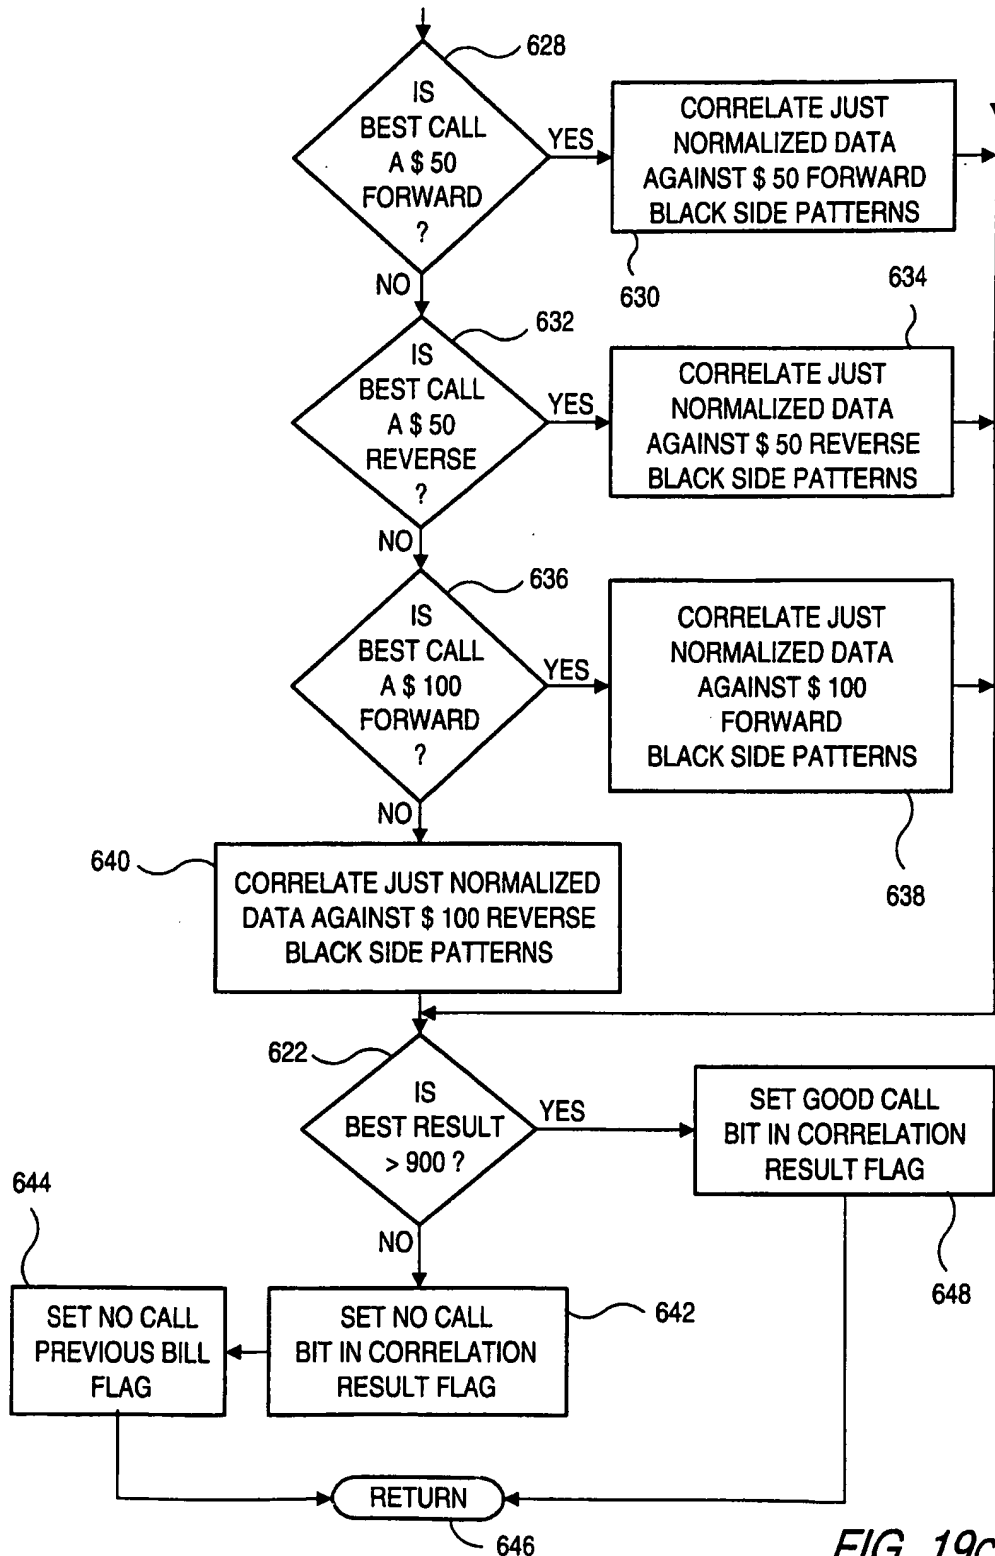 628
IS
BEST CALL
A $ 50
FORWARD
?
YES
CORRELATE JUST
NORMALIZED DATA
AGAINST $ 50 FORWARD
BLACK SIDE PATTERNS
630
NO
632
IS
BEST CALL
A $ 50
REVERSE
?
YES
634
CORRELATE JUST
NORMALIZED DATA
AGAINST $ 50 REVERSE
BLACK SIDE PATTERNS
NO
636
IS
BEST CALL
A $ 100
FORWARD
?
YES
CORRELATE JUST
NORMALIZED DATA
AGAINST $ 100
FORWARD
BLACK SIDE PATTERNS
638
NO
640
CORRELATE JUST NORMALIZED
DATA AGAINST $ 100 REVERSE
BLACK SIDE PATTERNS
622
IS
BEST RESULT
> 900 ?
YES
SET GOOD CALL
BIT IN CORRELATION
RESULT FLAG
648
NO
642
SET NO CALL
BIT IN CORRELATION
RESULT FLAG
644
SET NO CALL
PREVIOUS BILL
FLAG
RETURN
646
FIG. 19c